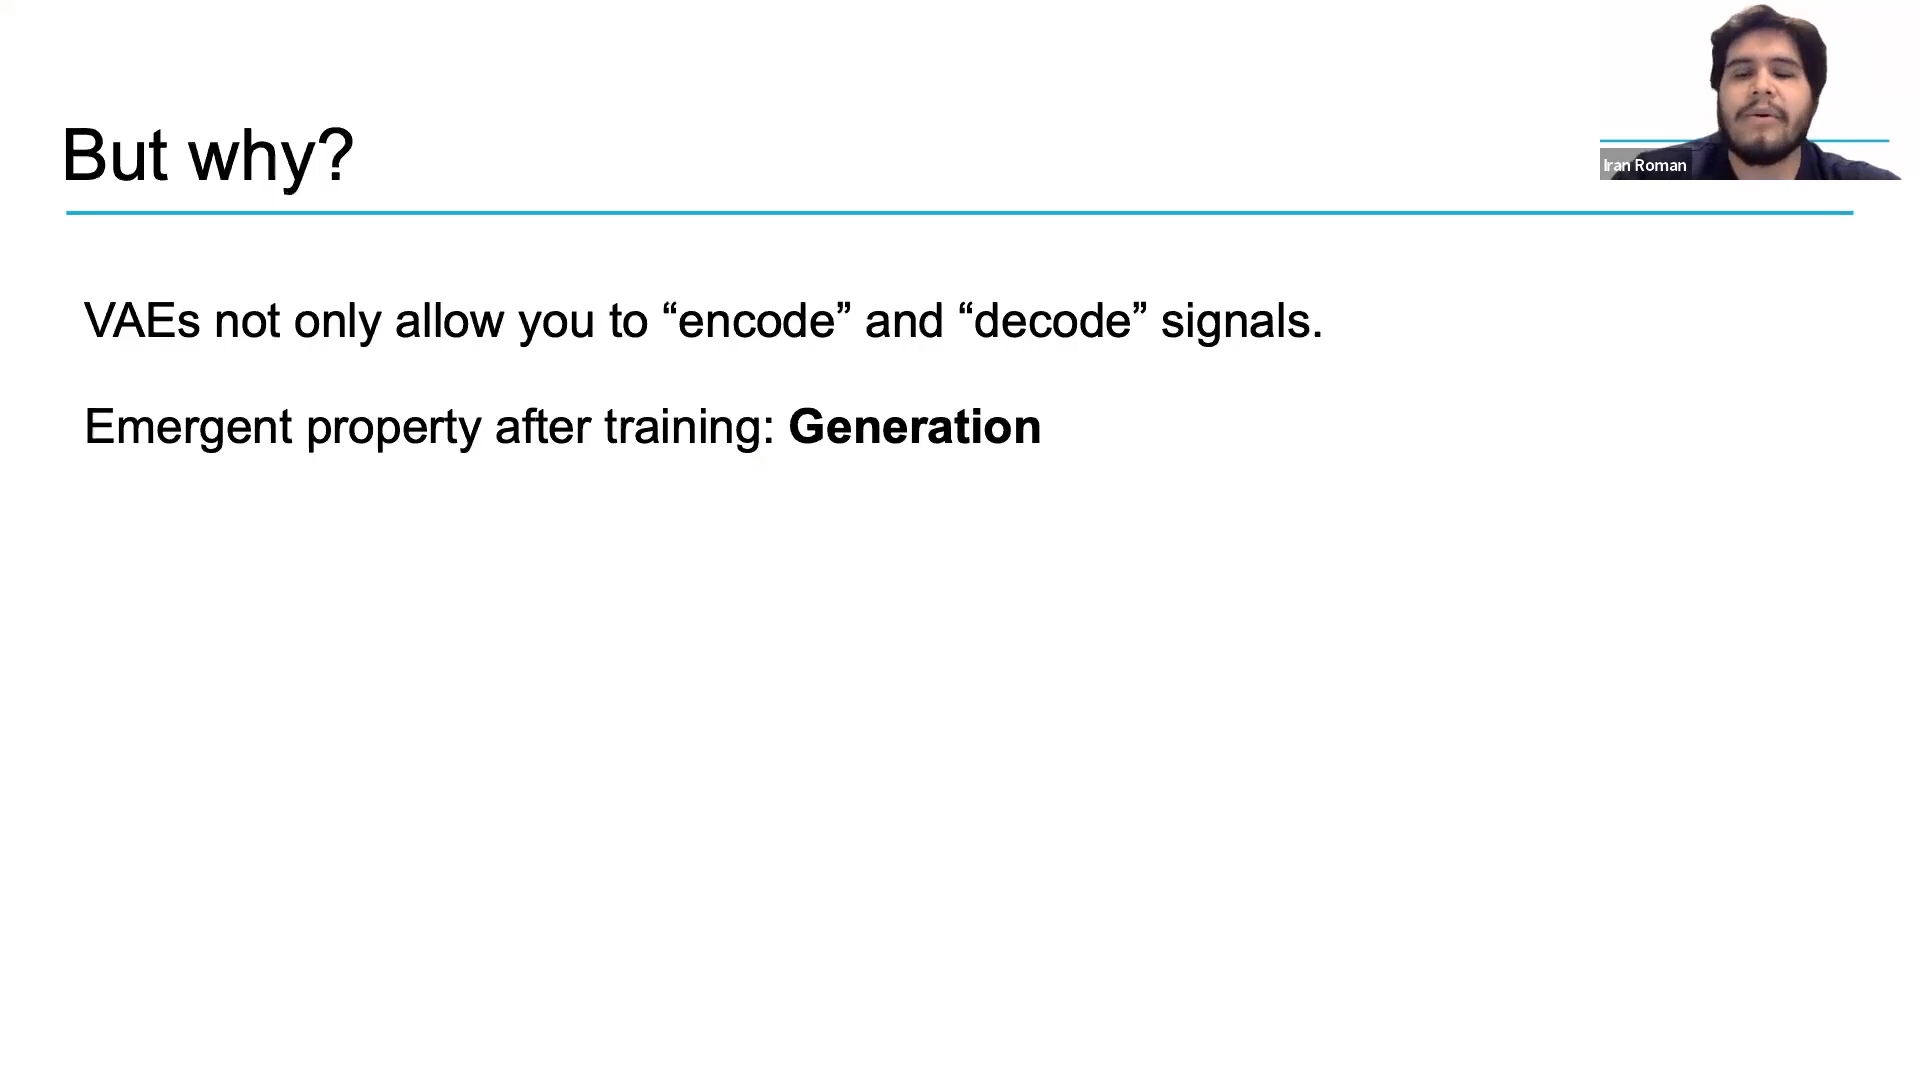 But why?
Iran Roman
VAEs not only allow you to “encode” and “decode” signals.
Emergent property after training: Generation